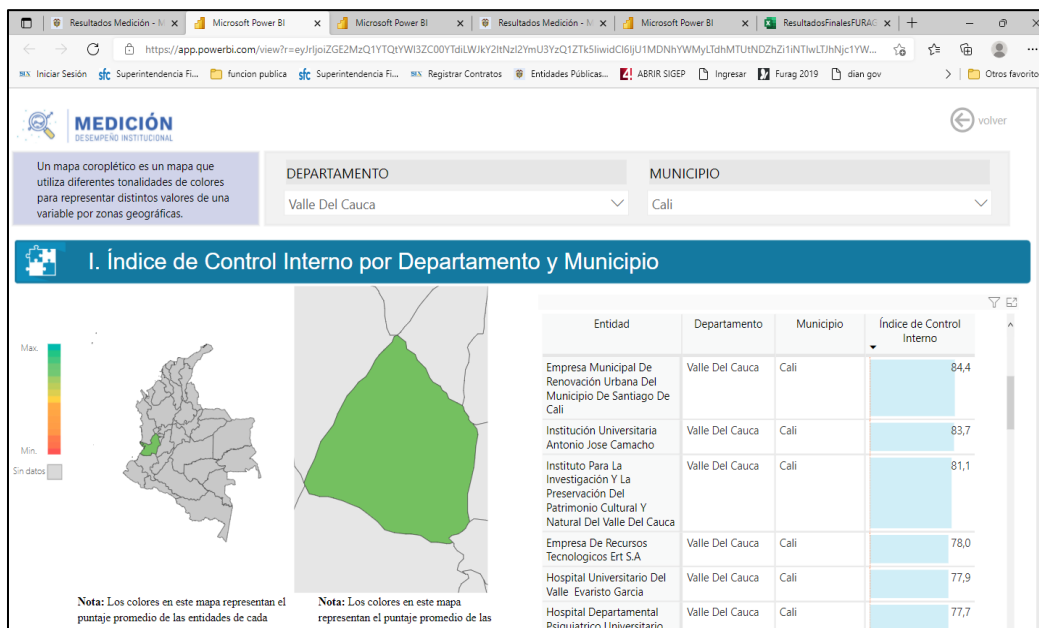 Resultados Medición - M
Microsoft Power BI
Microsoft Power BI
Resultados Medición - M
Microsoft Power BI
ResultadosFinalesFURAG
https://app.powerbi.com/view?r=
Iniciar Sesión
sfc Superintendencia Fi...
funcion publica
sfc Superintendencia Fi...
Registrar Contratos
Entidades Públicas...
ABRIR SIGEP
Ingresar
Furag 2019
dian gov
Otros favorito
MEDICIÓN
DESEMPEÑO INSTITUCIONAL
volver
Un mapa coroplético es un mapa que
utiliza diferentes tonalidades de colores
para representar distintos valores de una
variable por zonas geográficas.
DEPARTAMENTO
Valle Del Cauca
MUNICIPIO
Cali
I. Índice de Control Interno por Departamento y Municipio
Max.
Min.
Sin datos
Nota: Los colores en este mapa representan el
puntaje promedio de las entidades de cada
Nota: Los colores en este mapa
representan el puntaje promedio de las
Entidad Departamento Municipio Índice de Control
Interno
Empresa Municipal De Valle Del Cauca Cali 84,4
Renovación Urbana Del
Municipio De Santiago De
Cali
Institución Universitaria Valle Del Cauca Cali 83,7
Antonio Jose Camacho
Instituto Para La Valle Del Cauca Cali 81,1
Investigación Y La
Preservación Del
Patrimonio Cultural Y
Natural Del Valle Del Cauca
Empresa De Recursos Valle Del Cauca Cali 78,0
Tecnologicos Ert S.A
Hospital Universitario Del Valle Del Cauca Cali 77,9
Valle Evaristo Garcia
Hospital Departamental Valle Del Cauca Cali 77,7
Psiquiatrico Universitario